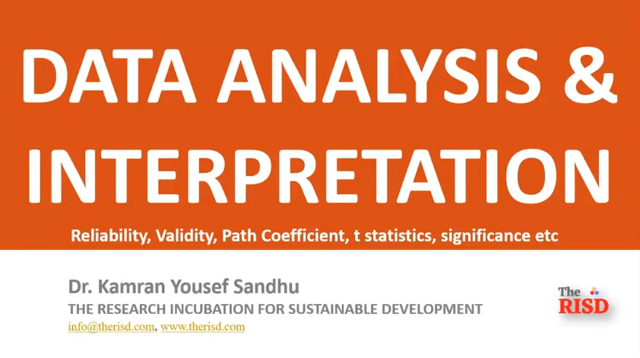 DATA ANALYSIS &
INTERPRETATION
Reliability, Validity, Path Coefficient, t statistics, significance etc
Dr. Kamran Yousef Sandhu
THE RESEARCH INCUBATION FOR SUSTAINABLE DEVELOPMENT
info@therisd.com, www.therisd.com
The
RISD